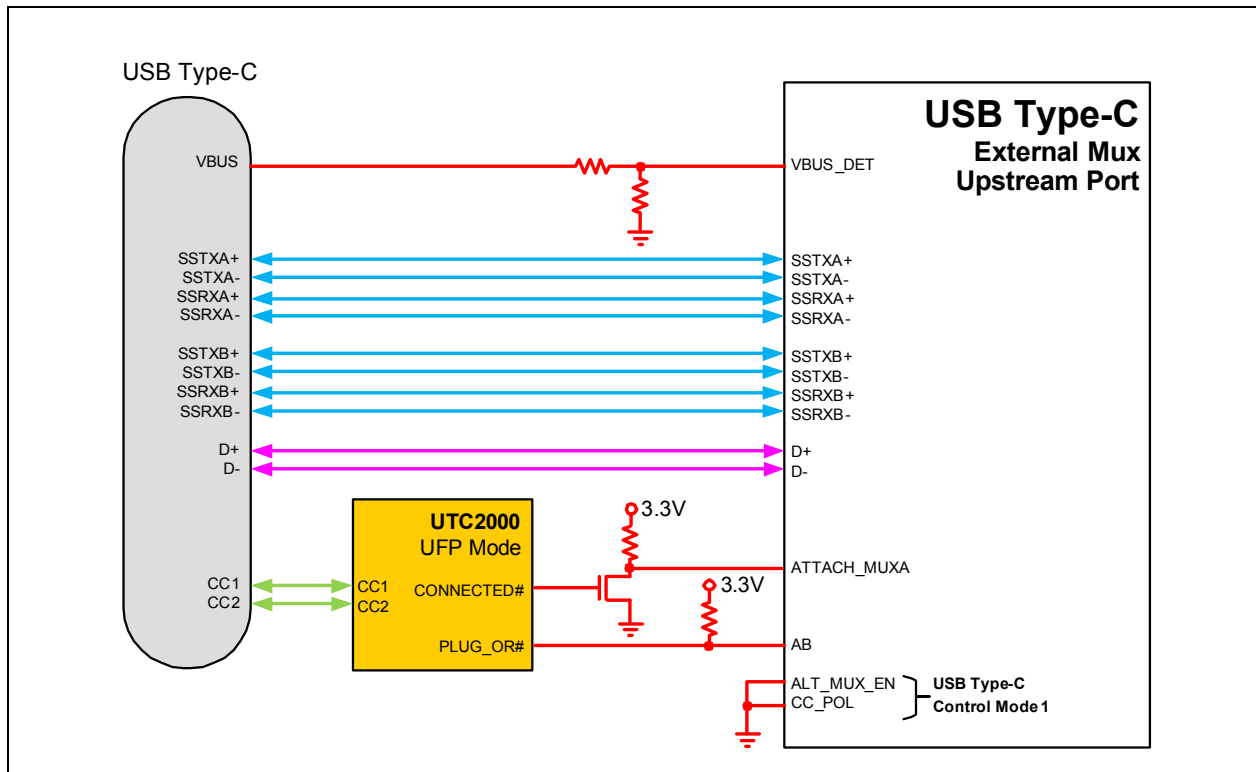 USB Type-C
VBUS
SSTXA+
SSTXA-
SSRXA+
SSRXA-
SSTXB+
SSTXB-
SSRXB+
SSRXB-
D+
D-
CC1
CC2
UTC2000
UFP Mode
CC1
CC2
CONNECTED#
PLUG_OR#
3.3V
3.3V
USB Type-C
External Mux
Upstream Port
VBUS_DET
SSTXA+
SSTXA-
SSRXA+
SSRXA-
SSTXB+
SSTXB-
SSRXB+
SSRXB-
D+
D-
ATTACH_MUXA
AB
ALT_MUX_EN
CC_POL
USB Type-C
Control Mode 1